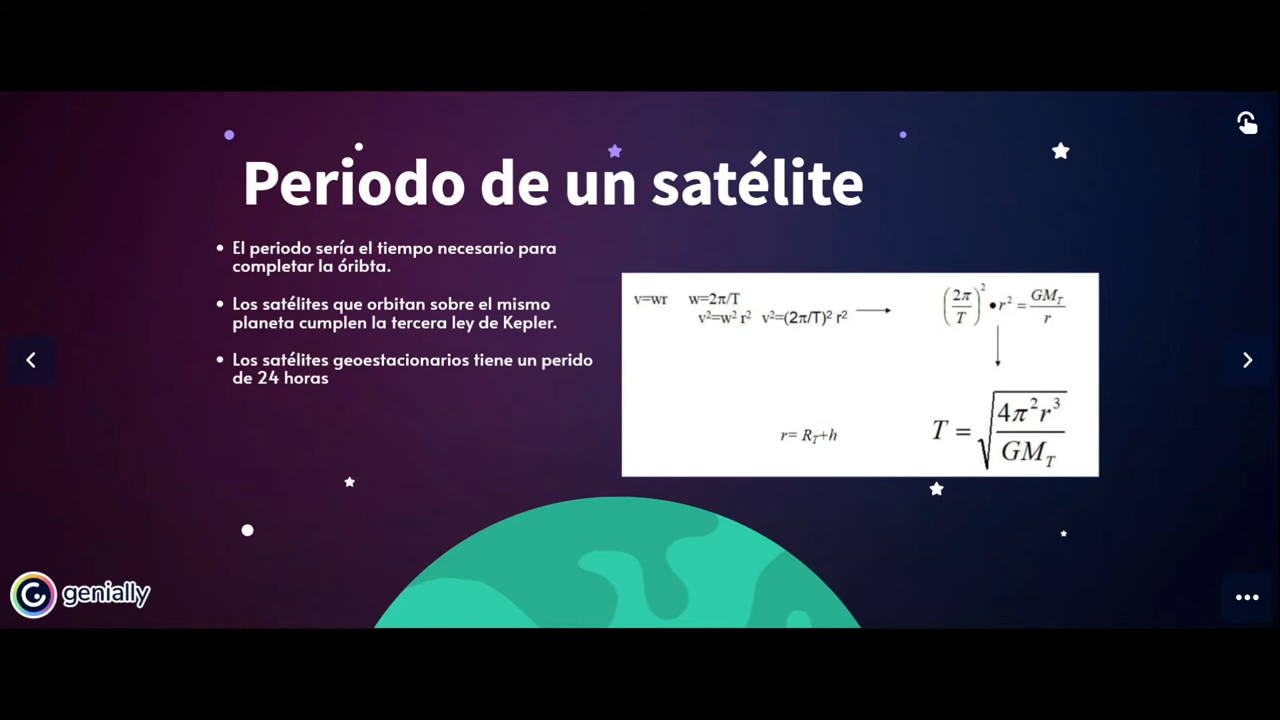 Periodo de un satélite
• El periodo sería el tiempo necesario para
completar la óribta.
• Los satélites que orbitan sobre el mismo
planeta cumplen la tercera ley de Kepler.
• Los satélites geoestacionarios tiene un perido
de 24 horas
v=wr w=2π/T
v²=w² r² v²=(2π/T)² r²
(2π/T)² • r² = GM_T/r
r= R_T+h
T = √(4π²r³/GM_T)
genially